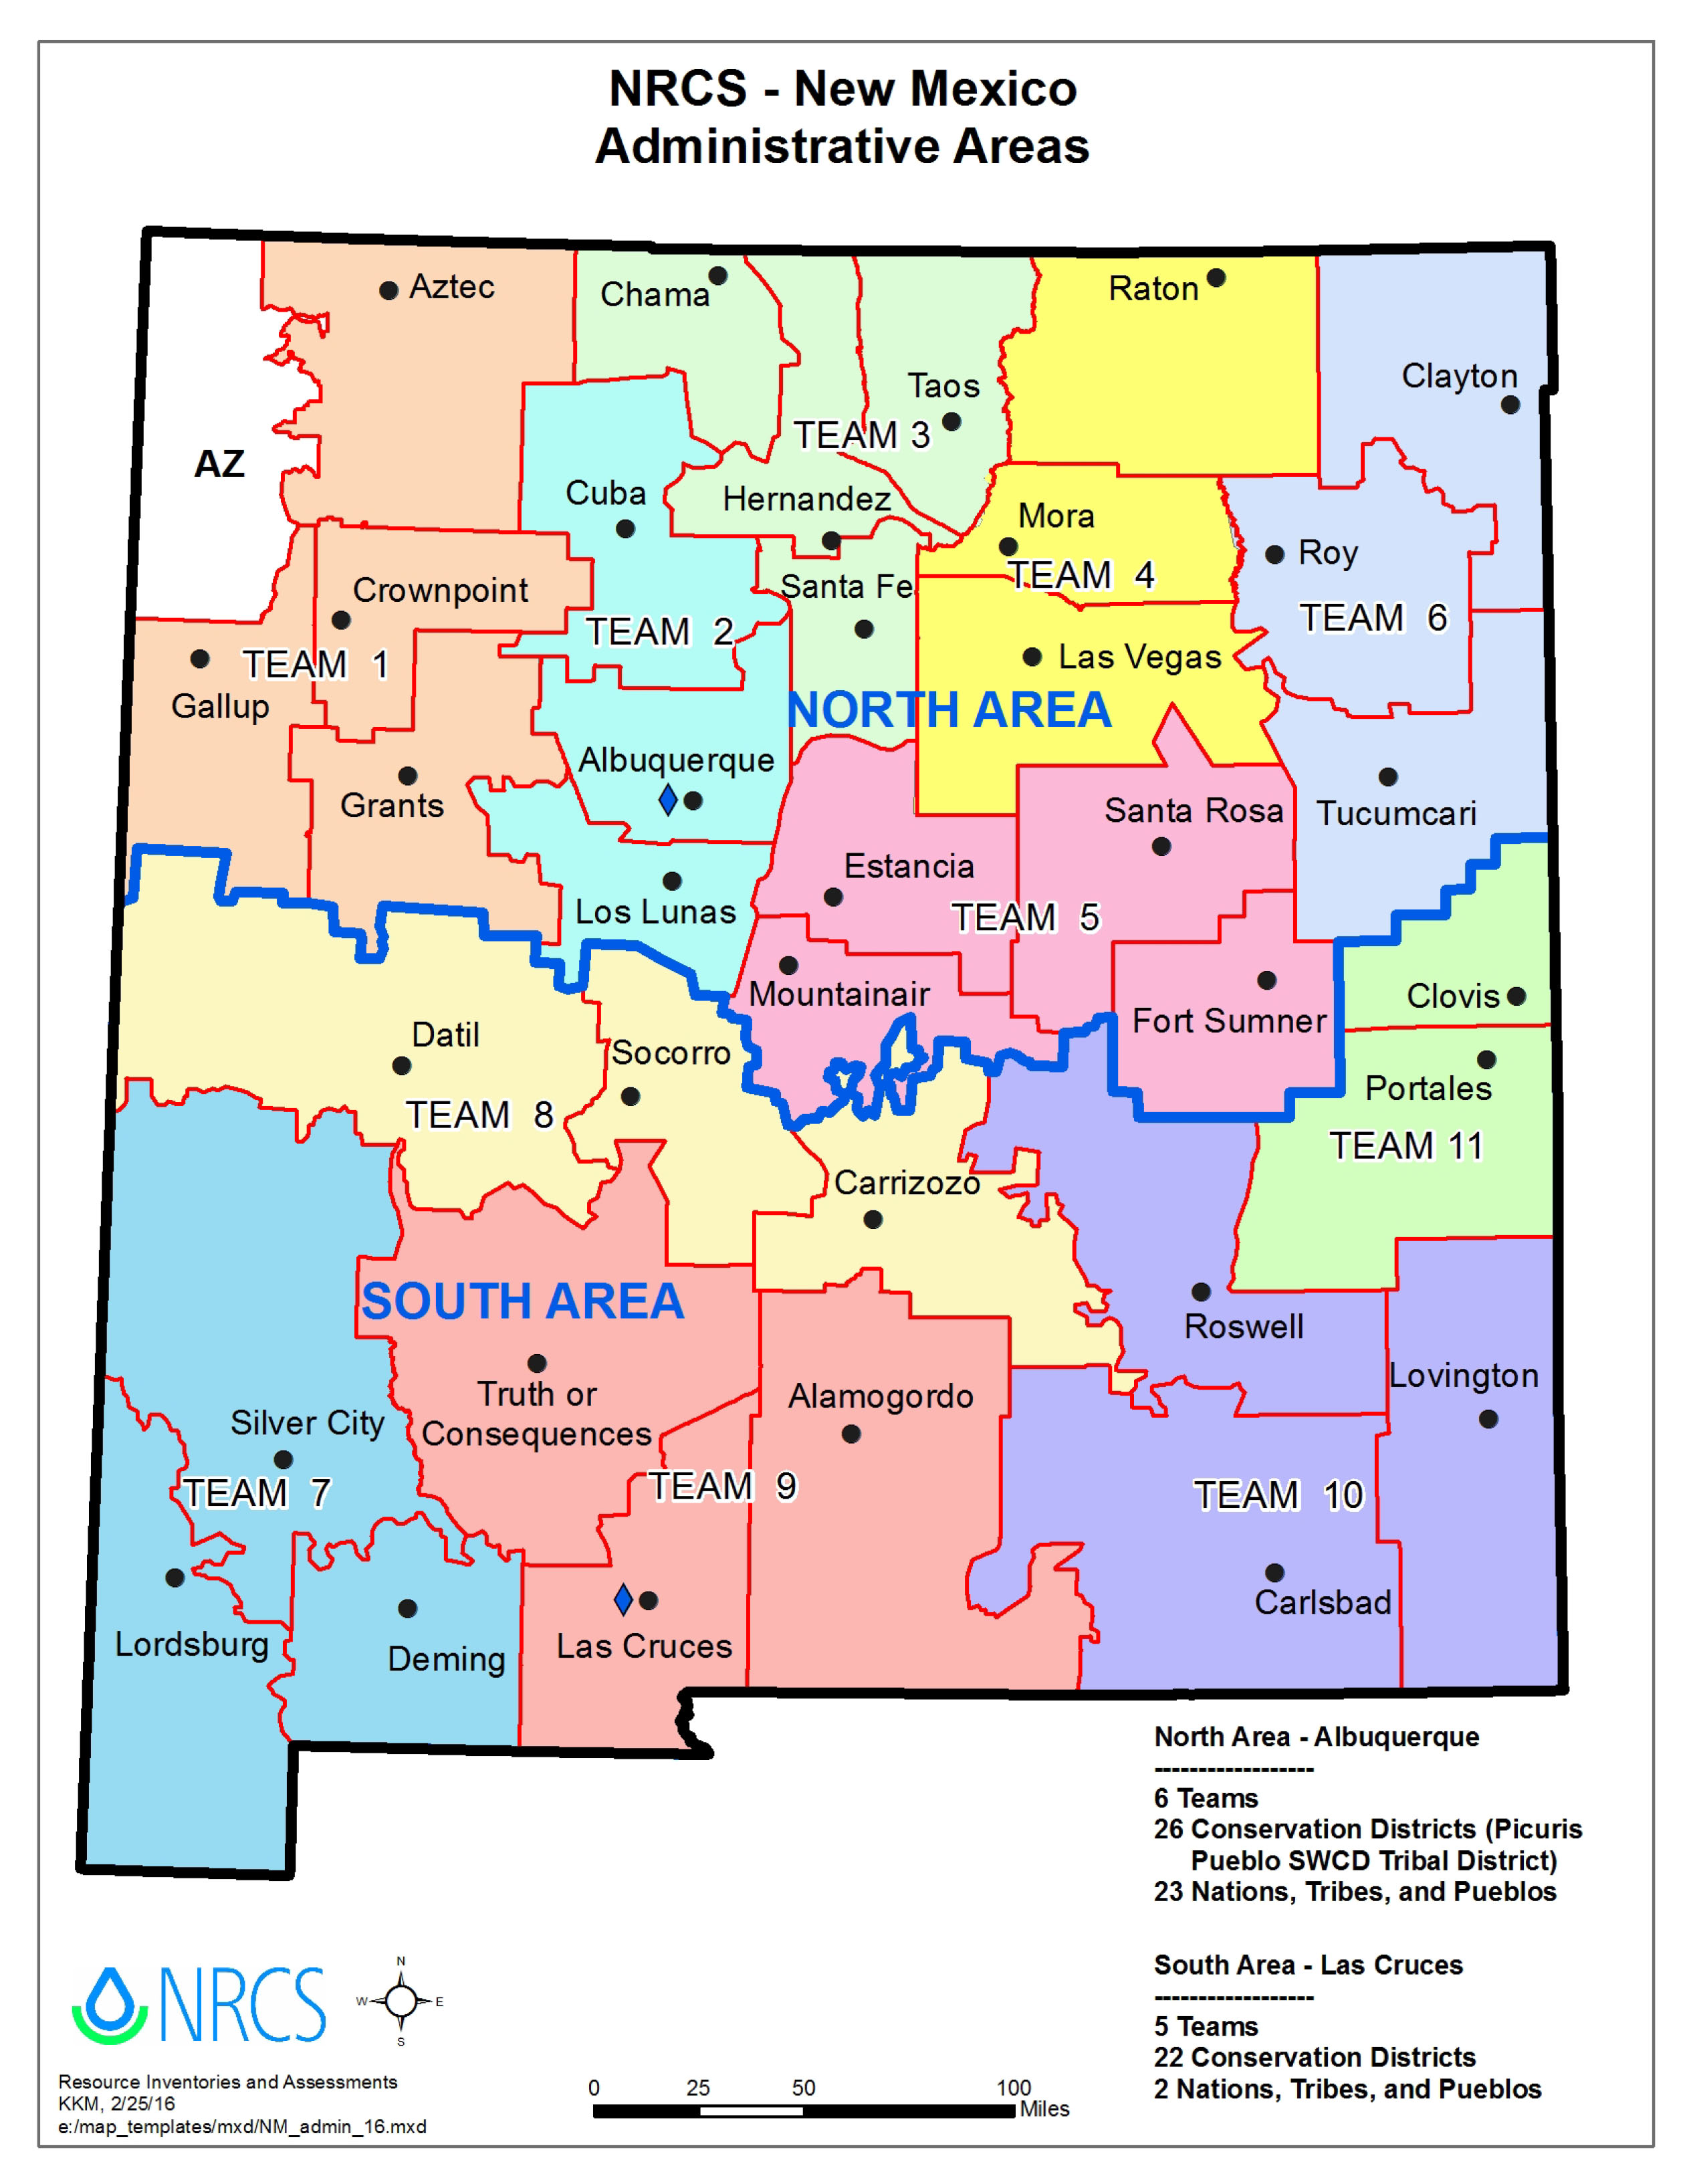 NRCS - New Mexico
Administrative Areas
Aztec
Chama
Raton
Clayton
Taos
TEAM 3
AZ
Cuba
Hernandez
Mora
Roy
Crownpoint
Santa Fe
TEAM 4
TEAM 6
TEAM 2
TEAM 1
Las Vegas
Gallup
NORTH AREA
Albuquerque
Grants
Santa Rosa
Tucumcari
Estancia
Los Lunas
TEAM 5
Mountainair
Clovis
Fort Sumner
Datil
Socorro
Portales
TEAM 8
TEAM 11
Carrizozo
SOUTH AREA
Roswell
Lovington
Truth or
Consequences
Alamogordo
Silver City
TEAM 7
TEAM 9
TEAM 10
Carlsbad
Lordsburg
Deming
Las Cruces
North Area - Albuquerque
------------------
6 Teams
26 Conservation Districts (Picuris
Pueblo SWCD Tribal District)
23 Nations, Tribes, and Pueblos
South Area - Las Cruces
------------------
5 Teams
22 Conservation Districts
2 Nations, Tribes, and Pueblos
NRCS
N
W
E
S
Resource Inventories and Assessments
KKM, 2/25/16
e:/map_templates/mxd/NM_admin_16.mxd
0 25 50 100
Miles